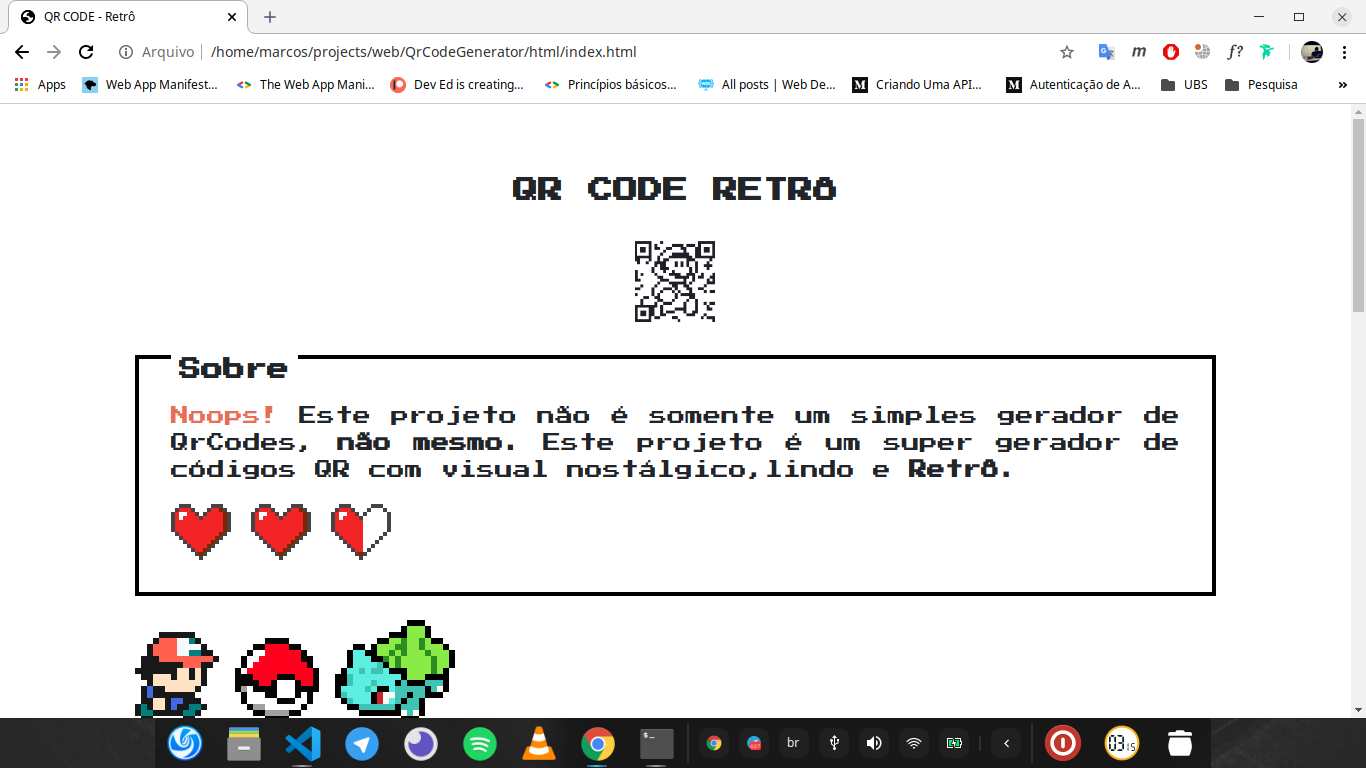 QR CODE - Retrô
Arquivo /home/marcos/projects/web/QrCodeGenerator/html/index.html
m f?
Apps Web App Manifest... The Web App Mani... Dev Ed is creating... Princípios básicos... All posts | Web De... Criando Uma API... Autenticação de A... UBS Pesquisa »
QR CODE RETRÔ
Sobre
Noops! Este projeto não é somente um simples gerador de
QrCodes, não mesmo. Este projeto é um super gerador de
códigos QR com visual nostálgico,lindo e Retrô.
br 03 15